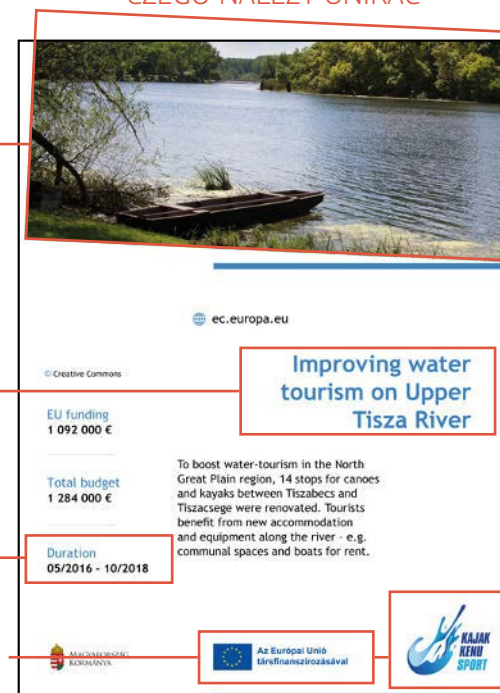 CZEGO NALEŻY UNIKAĆ
ec.europa.eu
© Creative Commons
Improving water
tourism on Upper
Tisza River
EU funding
1 092 000 €
Total budget
1 284 000 €
Duration
05/2016 - 10/2018
To boost water-tourism in the North
Great Plain region, 14 stops for canoes
and kayaks between Tiszabecs and
Tiszacsege were renovated. Tourists
benefit from new accommodation
and equipment along the river - e.g.
communal spaces and boats for rent.
MAGYARORSZÁG
KORMÁNYA
Az Európai Unió
társfinanszírozásával
KAJAK
KENU
SPORT